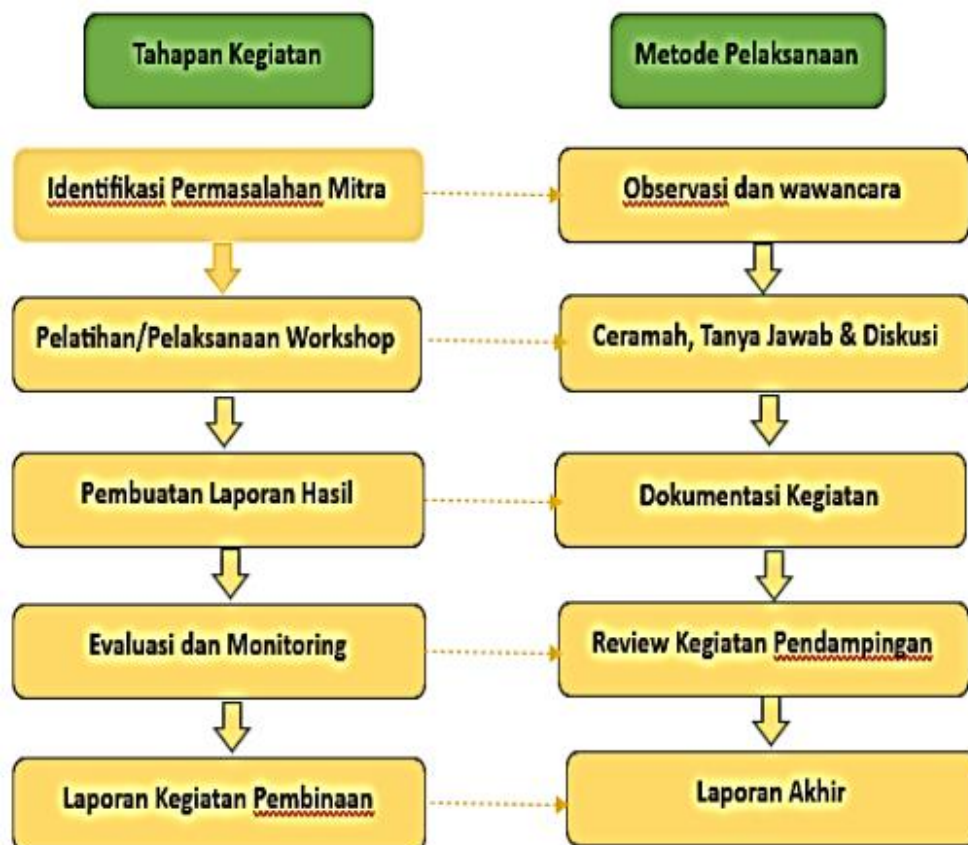 Tahapan Kegiatan
Metode Pelaksanaan
Identifikasi Permasalahan Mitra
Observasi dan wawancara
Pelatihan/Pelaksanaan Workshop
Ceramah, Tanya Jawab & Diskusi
Pembuatan Laporan Hasil
Dokumentasi Kegiatan
Evaluasi dan Monitoring
Review Kegiatan Pendampingan
Laporan Kegiatan Pembinaan
Laporan Akhir